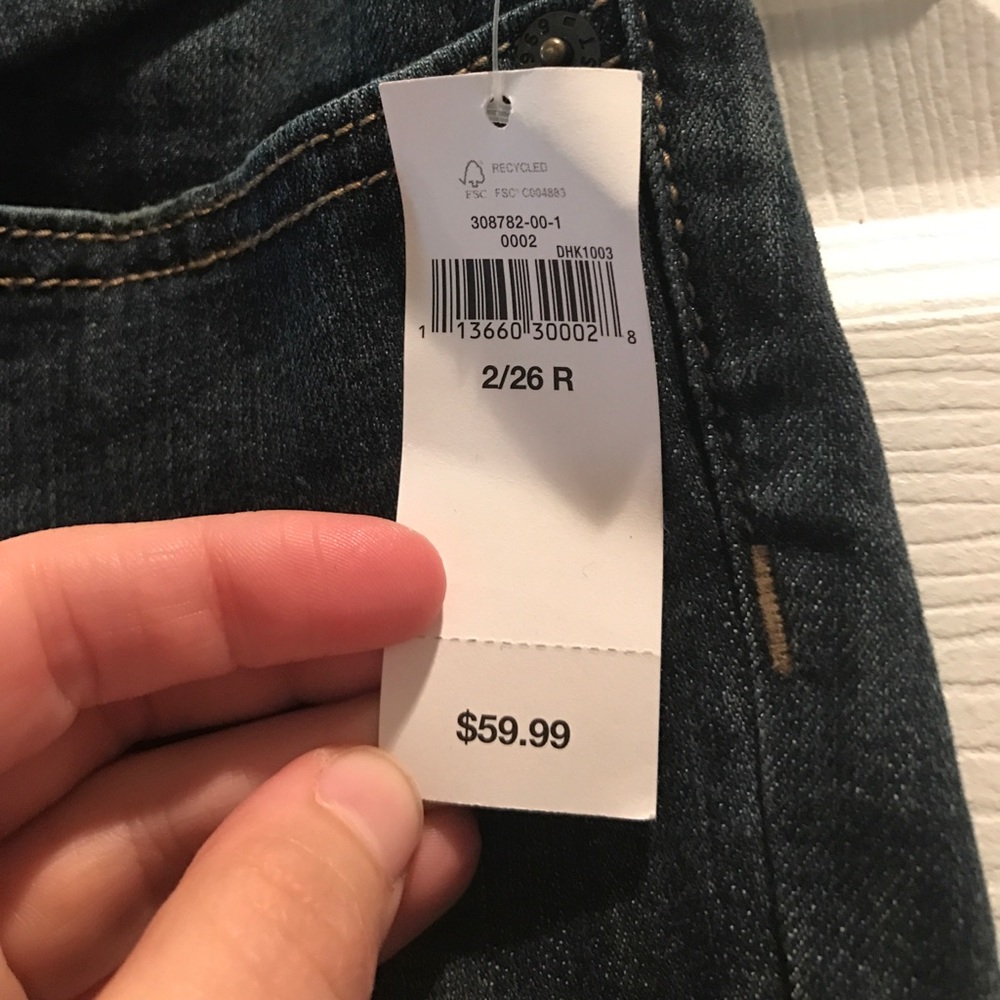 RECYCLED
FSC FSC® C004883
308782-00-1
0002
DHK1003
1 13660 30002 8
2/26 R
$59.99